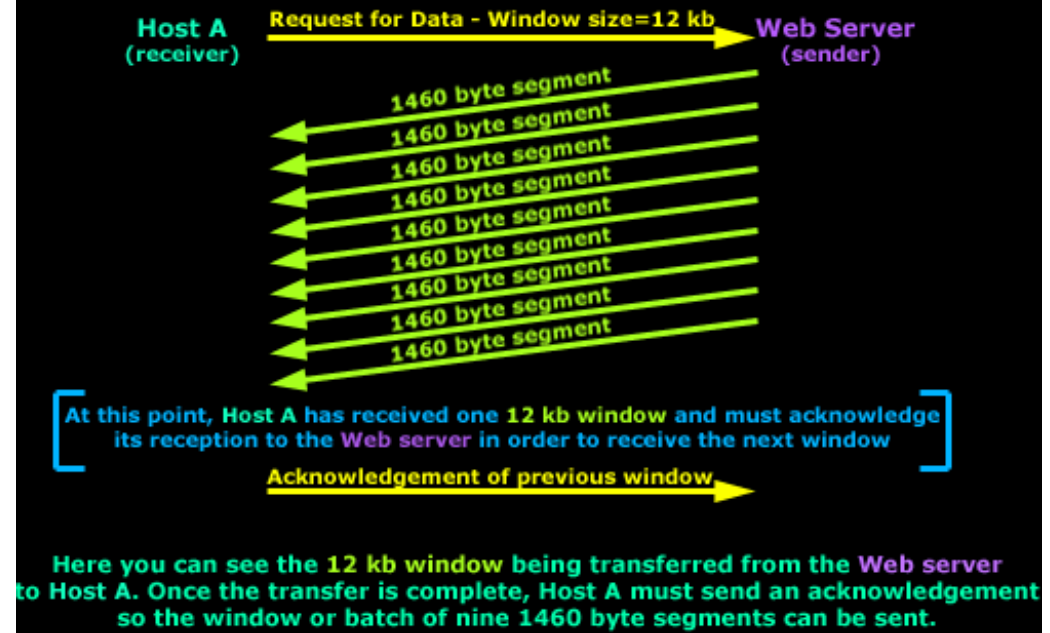 Host A
(receiver)
Request for Data - Window size=12 kb
Web Server
(sender)
1460 byte segment
1460 byte segment
1460 byte segment
1460 byte segment
1460 byte segment
1460 byte segment
1460 byte segment
1460 byte segment
1460 byte segment
At this point, Host A has received one 12 kb window and must acknowledge
its reception to the Web server in order to receive the next window
Acknowledgement of previous window
Here you can see the 12 kb window being transferred from the Web server
to Host A. Once the transfer is complete, Host A must send an acknowledgement
so the window or batch of nine 1460 byte segments can be sent.